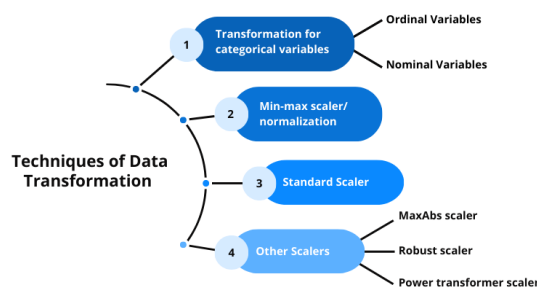 Techniques of Data
Transformation
1
Transformation for
categorical variables
Ordinal Variables
Nominal Variables
2
Min-max scaler/
normalization
3
Standard Scaler
4
Other Scalers
MaxAbs scaler
Robust scaler
Power transformer scaler